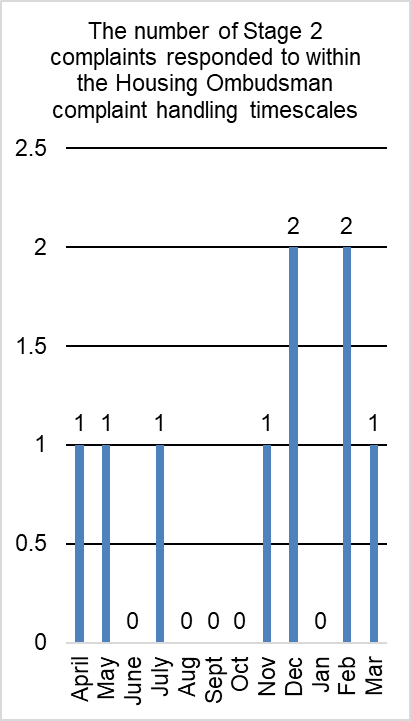 The number of Stage 2
complaints responded to within
the Housing Ombudsman
complaint handling timescales
2.5
2
1.5
1
0.5
0
1
1
0
1
0
0
0
1
2
0
2
1
April
May
June
July
Aug
Sept
Oct
Nov
Dec
Jan
Feb
Mar